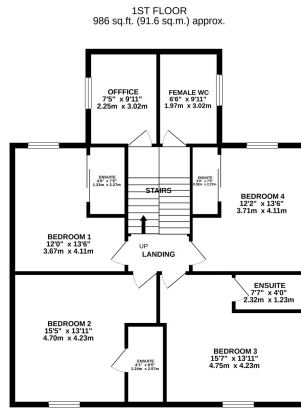 1ST FLOOR
986 sq.ft. (91.6 sq.m.) approx.
OFFFICE
7'5" x 9'11"
2.25m x 3.02m
FEMALE WC
6'6" x 9'11"
1.97m x 3.02m
ENSUITE
ENSUITE
STAIRS
BEDROOM 4
12'2" x 13'6"
3.71m x 4.11m
BEDROOM 1
12'0" x 13'6"
3.67m x 4.11m
UP
LANDING
ENSUITE
7'7" x 4'0"
2.32m x 1.23m
BEDROOM 2
15'5" x 13'11"
4.70m x 4.23m
ENSUITE
BEDROOM 3
15'7" x 13'11"
4.75m x 4.23m